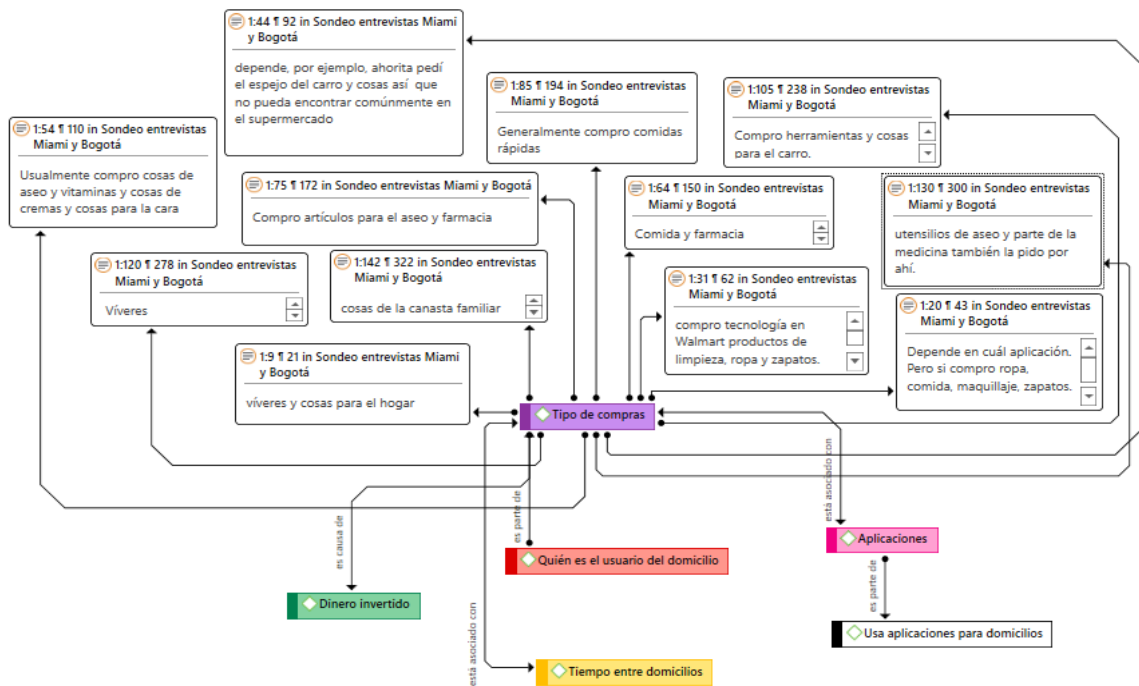 1:44 ¶ 92 in Sondeo entrevistas Miami
y Bogotá
depende, por ejemplo, ahorita pedí
el espejo del carro y cosas así que
no pueda encontrar comúnmente en
el supermercado
1:85 ¶ 194 in Sondeo entrevistas
Miami y Bogotá
Generalmente compro comidas
rápidas
1:105 ¶ 238 in Sondeo entrevistas
Miami y Bogotá
Compro herramientas y cosas
para el carro.
1:54 ¶ 110 in Sondeo entrevistas
Miami y Bogotá
Usualmente compro cosas de
aseo y vitaminas y cosas de
cremas y cosas para la cara
1:75 ¶ 172 in Sondeo entrevistas Miami y Bogotá
Compro artículos para el aseo y farmacia
1:64 ¶ 150 in Sondeo entrevistas
Miami y Bogotá
Comida y farmacia
1:130 ¶ 300 in Sondeo entrevistas
Miami y Bogotá
utensilios de aseo y parte de la
medicina también la pido por
ahí.
1:120 ¶ 278 in Sondeo entrevistas
Miami y Bogotá
Víveres
1:142 ¶ 322 in Sondeo entrevistas
Miami y Bogotá
cosas de la canasta familiar
1:31 ¶ 62 in Sondeo entrevistas
Miami y Bogotá
compro tecnología en
Walmart productos de
limpieza, ropa y zapatos.
1:20 ¶ 43 in Sondeo entrevistas
Miami y Bogotá
Depende en cuál aplicación.
Pero si compro ropa,
comida, maquillaje, zapatos.
1:9 ¶ 21 in Sondeo entrevistas Miami
y Bogotá
víveres y cosas para el hogar
Tipo de compras
es causa de
es parte de
está asociado con
está asociado con
es parte de
Aplicaciones
Quién es el usuario del domicilio
Dinero invertido
Usa aplicaciones para domicilios
Tiempo entre domicilios